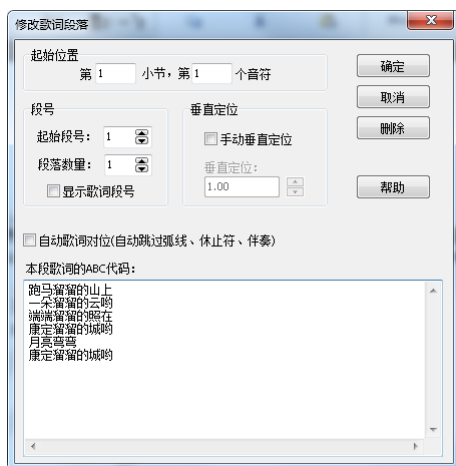 修改歌词段落
起始位置
第 1 小节，第 1 个音符
确定
取消
删除
帮助
段号
起始段号： 1
段落数量： 1
显示歌词段号
垂直定位
手动垂直定位
垂直定位：
1.00
自动歌词对位(自动跳过弧线、休止符、伴奏)
本段歌词的ABC代码：
跑马溜溜的山上
一朵溜溜的云哟
端端溜溜的照在
康定溜溜的城哟
月亮弯弯
康定溜溜的城哟